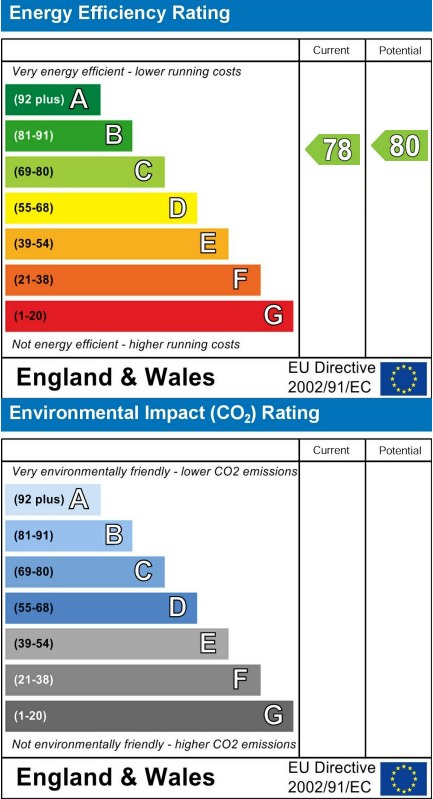 Energy Efficiency Rating
Current Potential
Very energy efficient - lower running costs
(92 plus) A
(81-91) B
(69-80) C
(55-68) D
(39-54) E
(21-38) F
(1-20) G
78 80
Not energy efficient - higher running costs
England & Wales
EU Directive
2002/91/EC
Environmental Impact (CO₂) Rating
Current Potential
Very environmentally friendly - lower CO2 emissions
(92 plus) A
(81-91) B
(69-80) C
(55-68) D
(39-54) E
(21-38) F
(1-20) G
Not environmentally friendly - higher CO2 emissions
England & Wales
EU Directive
2002/91/EC